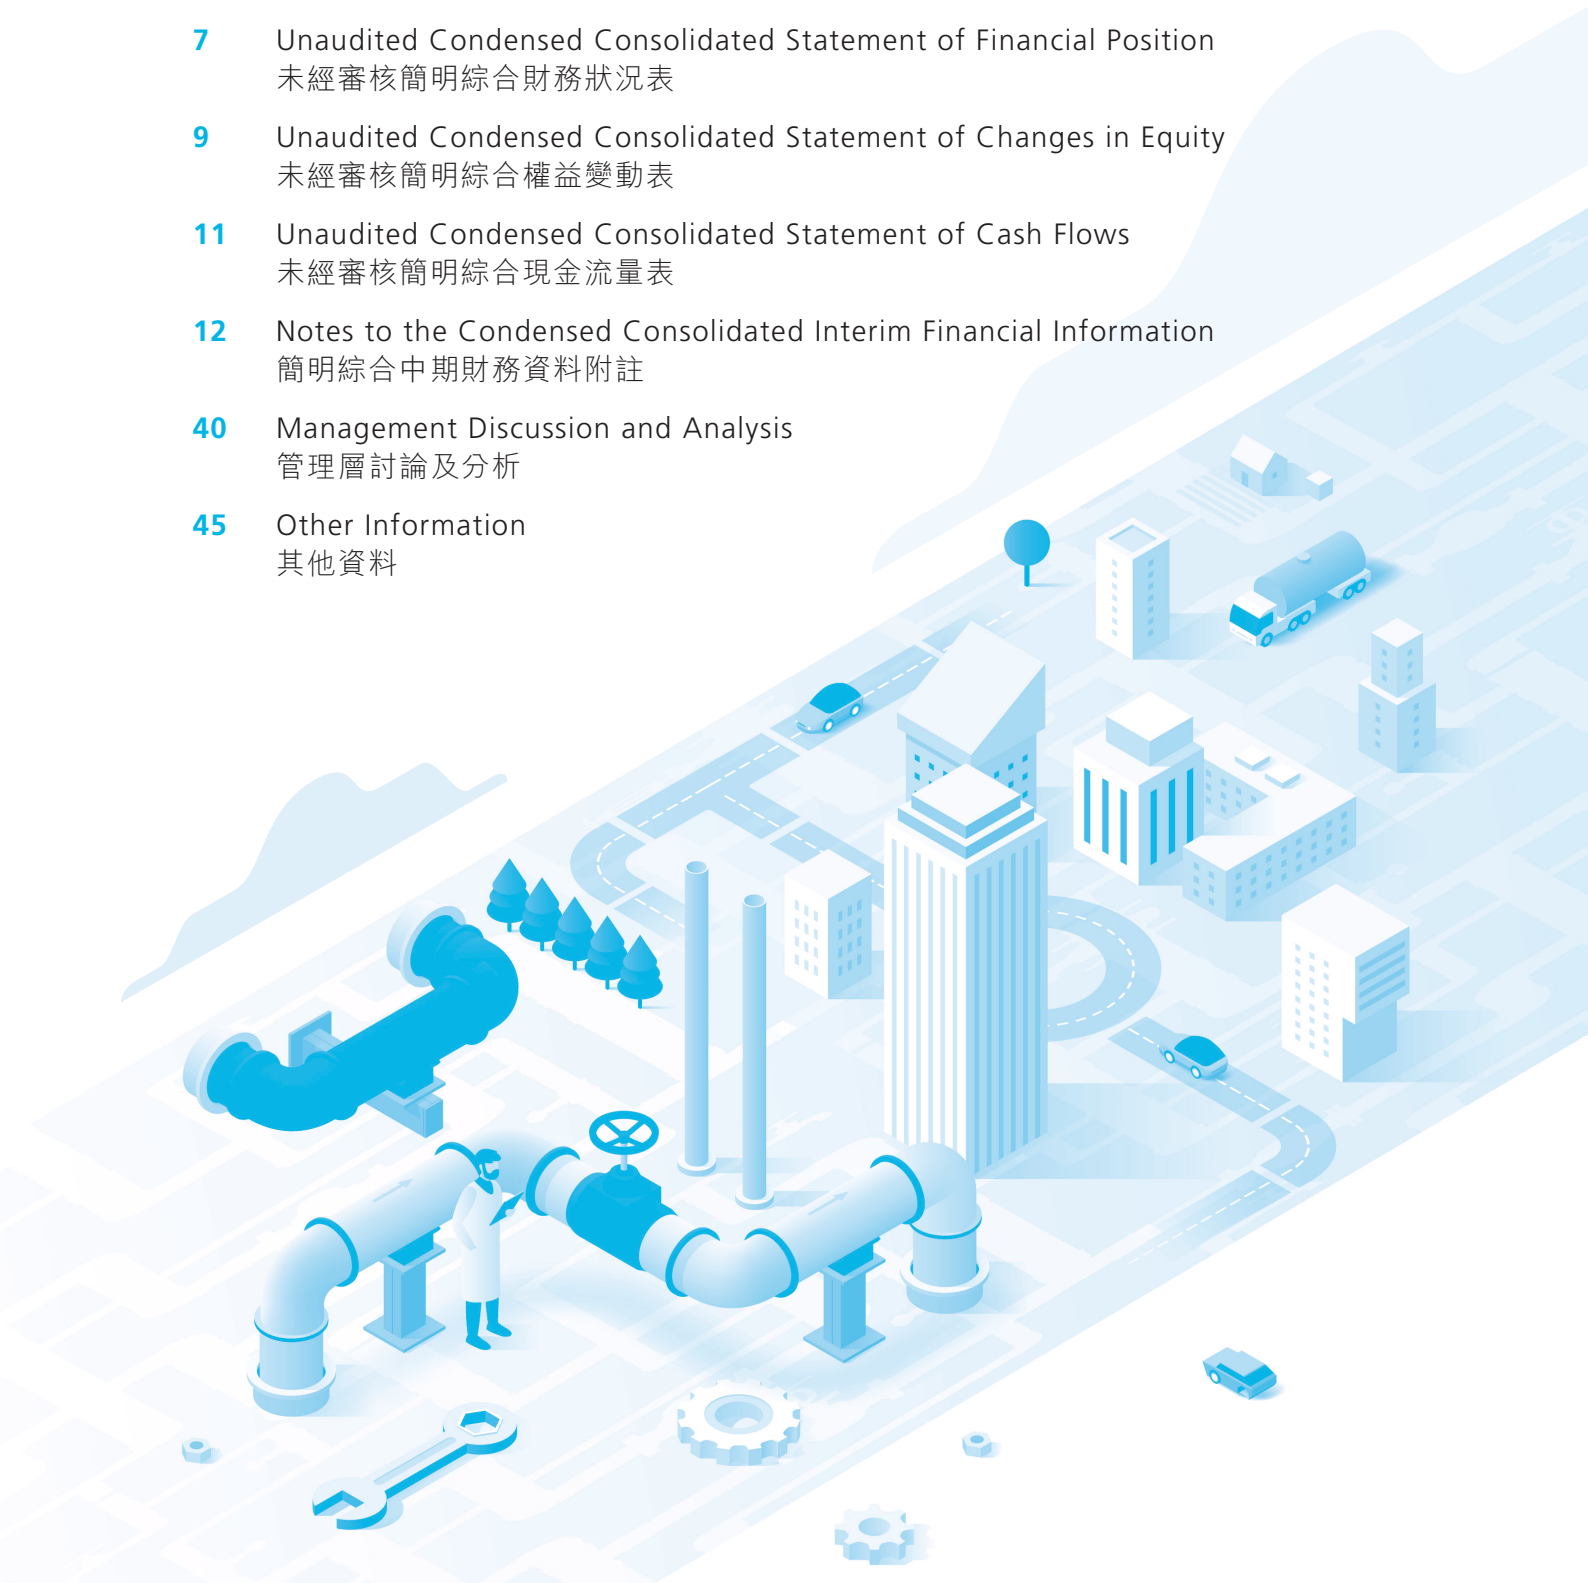 7 Unaudited Condensed Consolidated Statement of Financial Position
未經審核簡明綜合財務狀況表
9 Unaudited Condensed Consolidated Statement of Changes in Equity
未經審核簡明綜合權益變動表
11 Unaudited Condensed Consolidated Statement of Cash Flows
未經審核簡明綜合現金流量表
12 Notes to the Condensed Consolidated Interim Financial Information
簡明綜合中期財務資料附註
40 Management Discussion and Analysis
管理層討論及分析
45 Other Information
其他資料